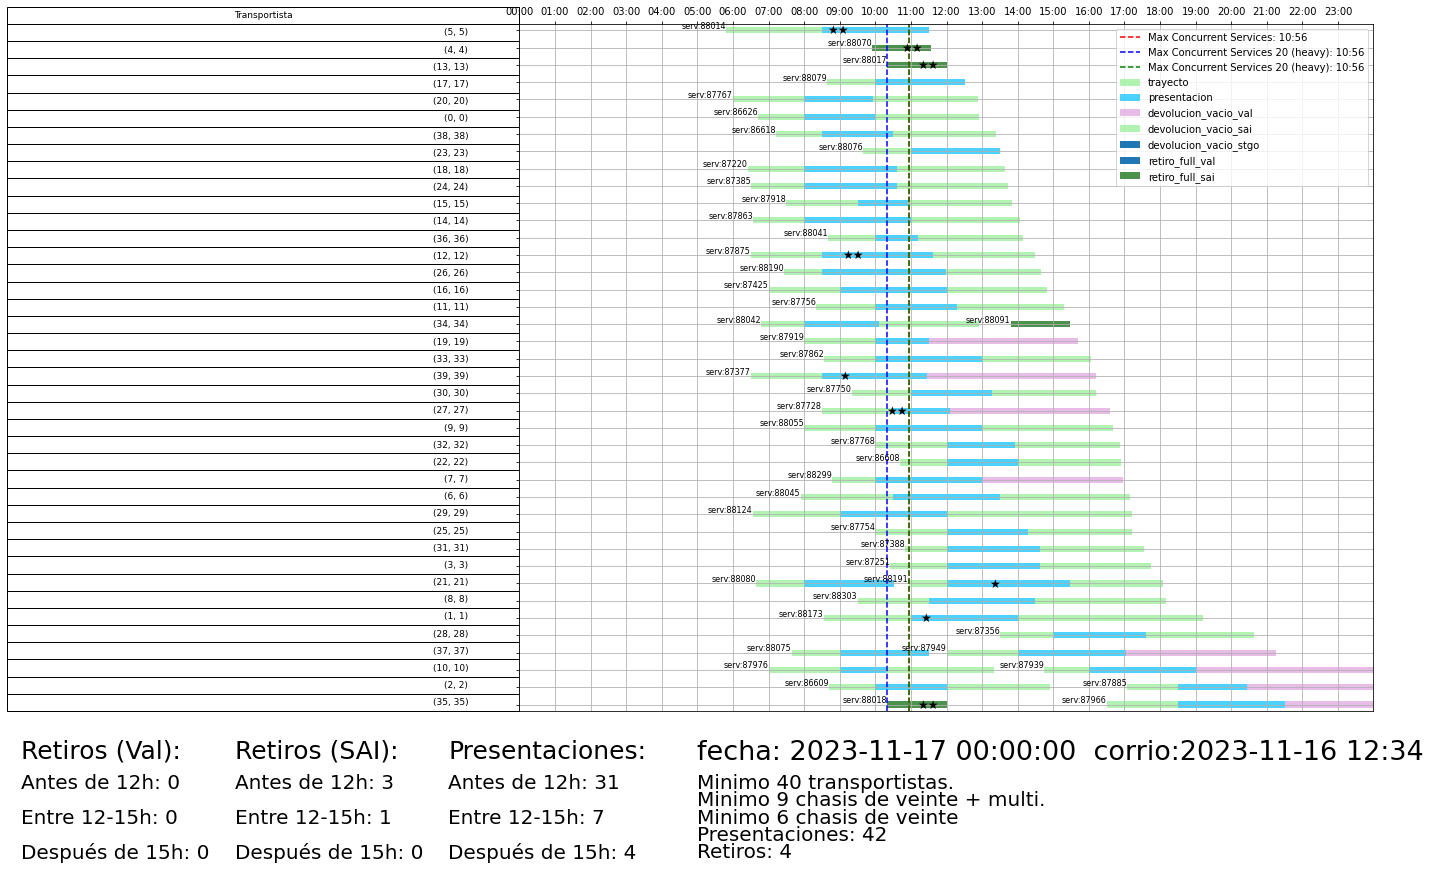 Transportista
00:00 01:00 02:00 03:00 04:00 05:00 06:00 07:00 08:00 09:00 10:00 11:00 12:00 13:00 14:00 15:00 16:00 17:00 18:00 19:00 20:00 21:00 22:00 23:00
(5, 5) serv:88014
(4, 4) serv:88070
(13, 13) serv:88017
(17, 17) serv:88079
(20, 20) serv:87767
(0, 0) serv:86626
(38, 38) serv:86618
(23, 23) serv:88076
(18, 18) serv:87220
(24, 24) serv:87385
(15, 15) serv:87918
(14, 14) serv:87863
(36, 36) serv:88041
(12, 12) serv:87875
(26, 26) serv:88190
(16, 16) serv:87425
(11, 11) serv:87756
(34, 34) serv:88042 serv:88091
(19, 19) serv:87919
(33, 33) serv:87862
(39, 39) serv:87377
(30, 30) serv:87750
(27, 27) serv:87728
(9, 9) serv:88055
(32, 32) serv:87768
(22, 22) serv:86608
(7, 7) serv:88299
(6, 6) serv:88045
(29, 29) serv:88124
(25, 25) serv:87754
(31, 31) serv:87388
(3, 3) serv:87251
(21, 21) serv:88080 serv:88191
(8, 8) serv:88303
(1, 1) serv:88173
(28, 28) serv:87356
(37, 37) serv:88075 serv:87949
(10, 10) serv:87976 serv:87939
(2, 2) serv:86609 serv:87885
(35, 35) serv:88018 serv:87966
Max Concurrent Services: 10:56
Max Concurrent Services 20 (heavy): 10:56
Max Concurrent Services 20 (heavy): 10:56
trayecto
presentacion
devolucion_vacio_val
devolucion_vacio_sai
devolucion_vacio_stgo
retiro_full_val
retiro_full_sai
Retiros (Val):
Antes de 12h: 0
Entre 12-15h: 0
Después de 15h: 0
Retiros (SAI):
Antes de 12h: 3
Entre 12-15h: 1
Después de 15h: 0
Presentaciones:
Antes de 12h: 31
Entre 12-15h: 7
Después de 15h: 4
fecha: 2023-11-17 00:00:00 corrio:2023-11-16 12:34
Minimo 40 transportistas.
Minimo 9 chasis de veinte + multi.
Minimo 6 chasis de veinte
Presentaciones: 42
Retiros: 4